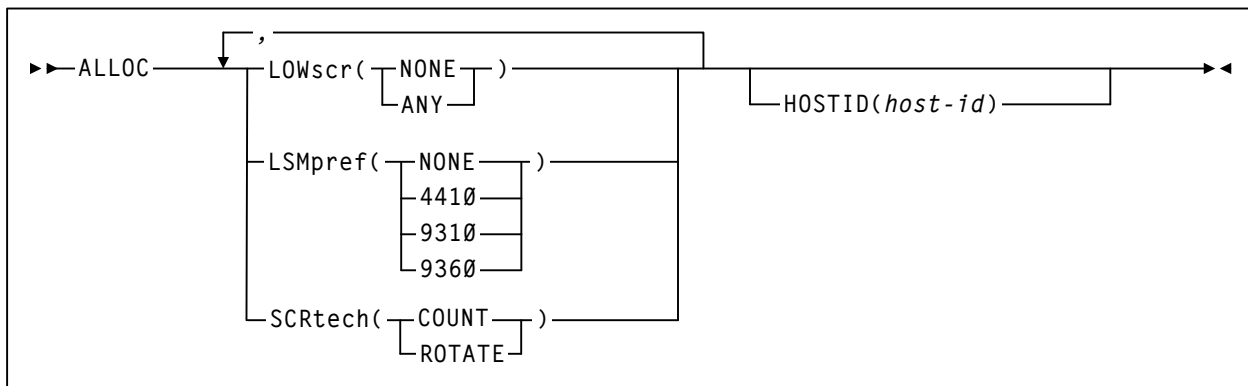 ,
ALLOC LOWscr( NONE ) HOSTID(host-id)
ANY
LSMpref( NONE )
4410
9310
9360
SCRtech( COUNT )
ROTATE